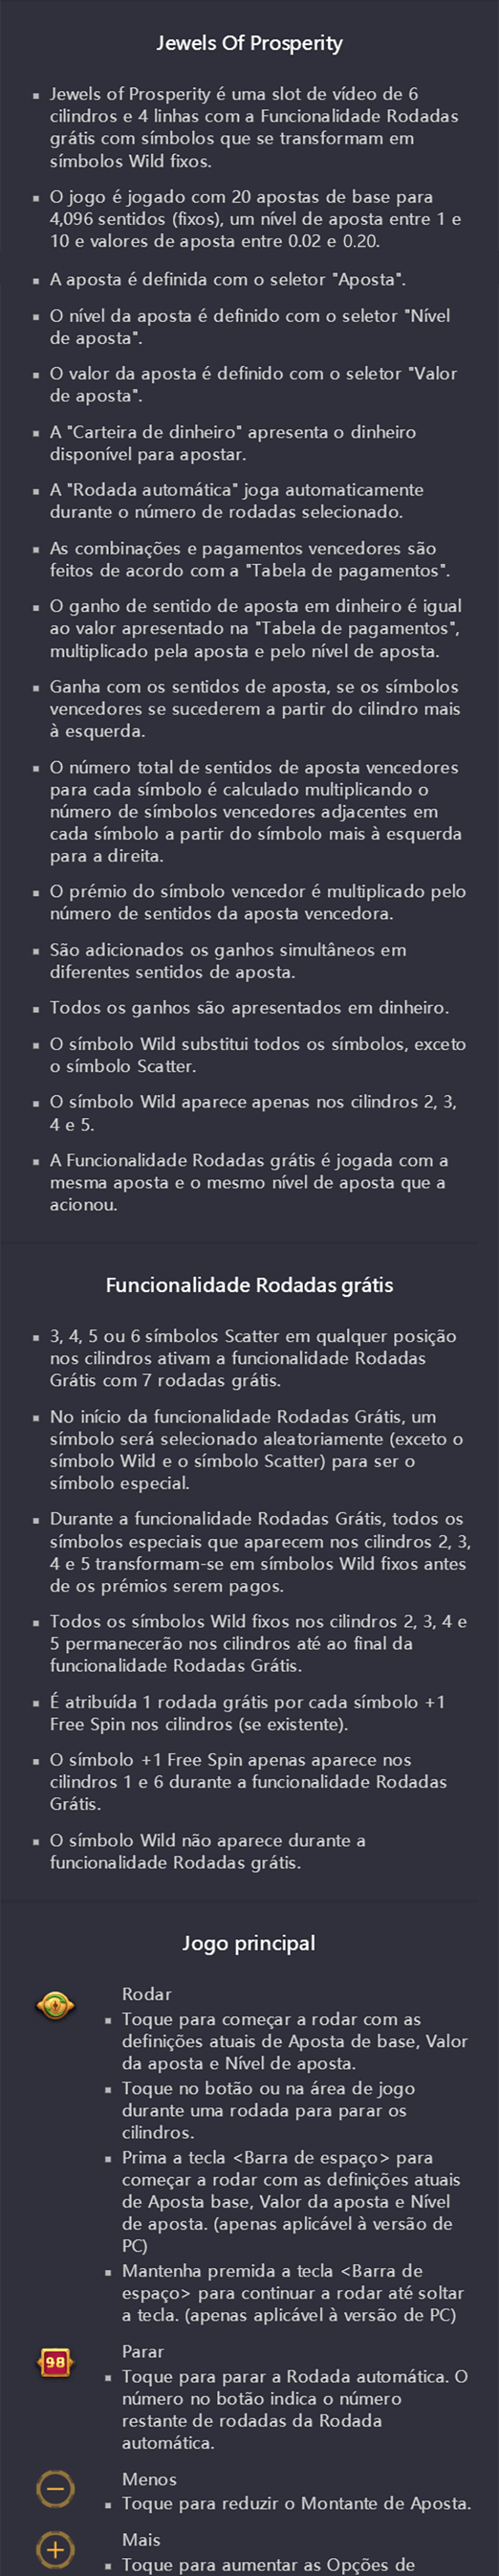 Jewels Of Prosperity
Jewels of Prosperity é uma slot de vídeo de 6
cilindros e 4 linhas com a Funcionalidade Rodadas
grátis com símbolos que se transformam em
símbolos Wild fixos.
O jogo é jogado com 20 apostas de base para
4,096 sentidos (fixos), um nível de aposta entre 1 e
10 e valores de aposta entre 0.02 e 0.20.
A aposta é definida com o seletor "Aposta".
O nível da aposta é definido com o seletor "Nível
de aposta".
O valor da aposta é definido com o seletor "Valor
de aposta".
A "Carteira de dinheiro" apresenta o dinheiro
disponível para apostar.
A "Rodada automática" joga automaticamente
durante o número de rodadas selecionado.
As combinações e pagamentos vencedores são
feitos de acordo com a "Tabela de pagamentos".
O ganho de sentido de aposta em dinheiro é igual
ao valor apresentado na "Tabela de pagamentos",
multiplicado pela aposta e pelo nível de aposta.
Ganha com os sentidos de aposta, se os símbolos
vencedores se sucederem a partir do cilindro mais
à esquerda.
O número total de sentidos de aposta vencedores
para cada símbolo é calculado multiplicando o
número de símbolos vencedores adjacentes em
cada símbolo a partir do símbolo mais à esquerda
para a direita.
O prémio do símbolo vencedor é multiplicado pelo
número de sentidos da aposta vencedora.
São adicionados os ganhos simultâneos em
diferentes sentidos de aposta.
Todos os ganhos são apresentados em dinheiro.
O símbolo Wild substitui todos os símbolos, exceto
o símbolo Scatter.
O símbolo Wild aparece apenas nos cilindros 2, 3,
4 e 5.
A Funcionalidade Rodadas grátis é jogada com a
mesma aposta e o mesmo nível de aposta que a
acionou.
Funcionalidade Rodadas grátis
3, 4, 5 ou 6 símbolos Scatter em qualquer posição
nos cilindros ativam a funcionalidade Rodadas
Grátis com 7 rodadas grátis.
No início da funcionalidade Rodadas Grátis, um
símbolo será selecionado aleatoriamente (exceto o
símbolo Wild e o símbolo Scatter) para ser o
símbolo especial.
Durante a funcionalidade Rodadas Grátis, todos os
símbolos especiais que aparecem nos cilindros 2, 3,
4 e 5 transformam-se em símbolos Wild fixos antes
de os prémios serem pagos.
Todos os símbolos Wild fixos nos cilindros 2, 3, 4 e
5 permanecerão nos cilindros até ao final da
funcionalidade Rodadas Grátis.
É atribuída 1 rodada grátis por cada símbolo +1
Free Spin nos cilindros (se existente).
O símbolo +1 Free Spin apenas aparece nos
cilindros 1 e 6 durante a funcionalidade Rodadas
Grátis.
O símbolo Wild não aparece durante a
funcionalidade Rodadas grátis.
Jogo principal
Rodar
Toque para começar a rodar com as
definições atuais de Aposta de base, Valor
da aposta e Nível de aposta.
Toque no botão ou na área de jogo
durante uma rodada para parar os
cilindros.
Prima a tecla <Barra de espaço> para
começar a rodar com as definições atuais
de Aposta base, Valor da aposta e Nível
de aposta. (apenas aplicável à versão de
PC)
Mantenha premida a tecla <Barra de
espaço> para continuar a rodar até soltar
a tecla. (apenas aplicável à versão de PC)
98
Parar
Toque para parar a Rodada automática. O
número no botão indica o número
restante de rodadas da Rodada
automática.
Menos
Toque para reduzir o Montante de Aposta.
Mais
Toque para aumentar as Opções de